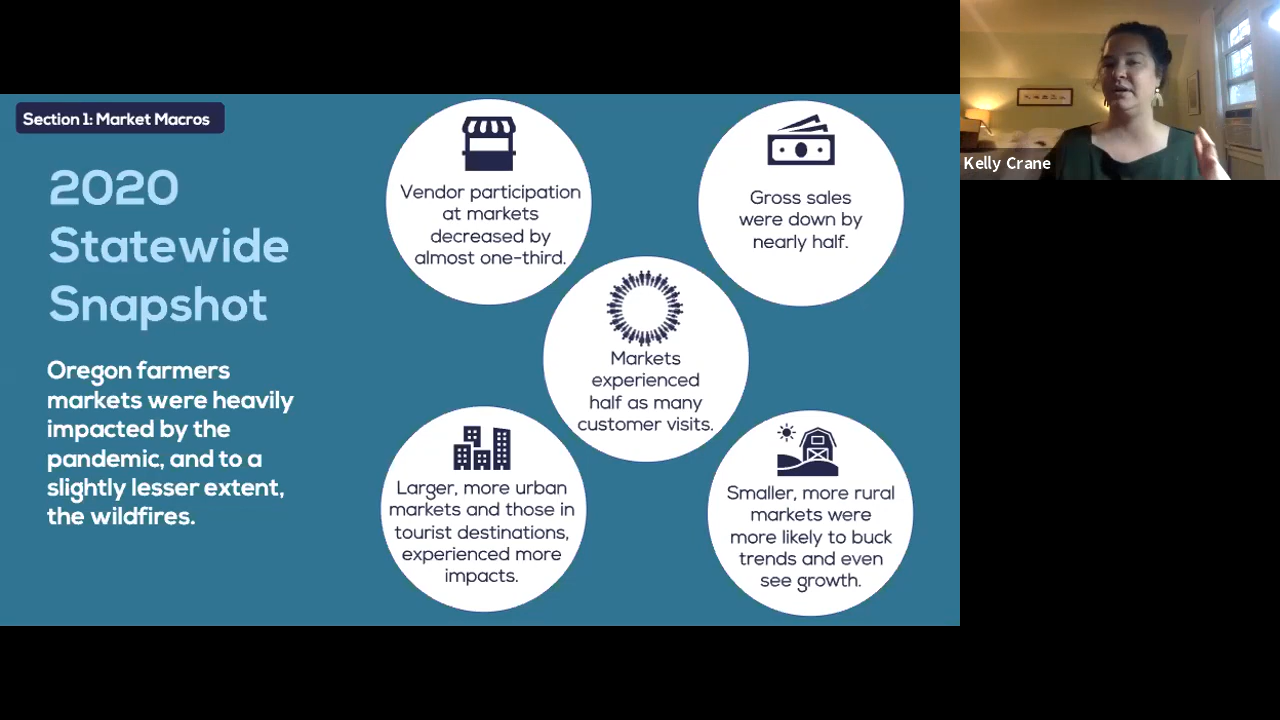 Section 1: Market Macros
2020
Statewide
Snapshot
Oregon farmers
markets were heavily
impacted by the
pandemic, and to a
slightly lesser extent,
the wildfires.
Vendor participation
at markets
decreased by
almost one-third.
Gross sales
were down by
nearly half.
Markets
experienced
half as many
customer visits.
Larger, more urban
markets and those in
tourist destinations,
experienced more
impacts.
Smaller, more rural
markets were
more likely to buck
trends and even
see growth.
Kelly Crane